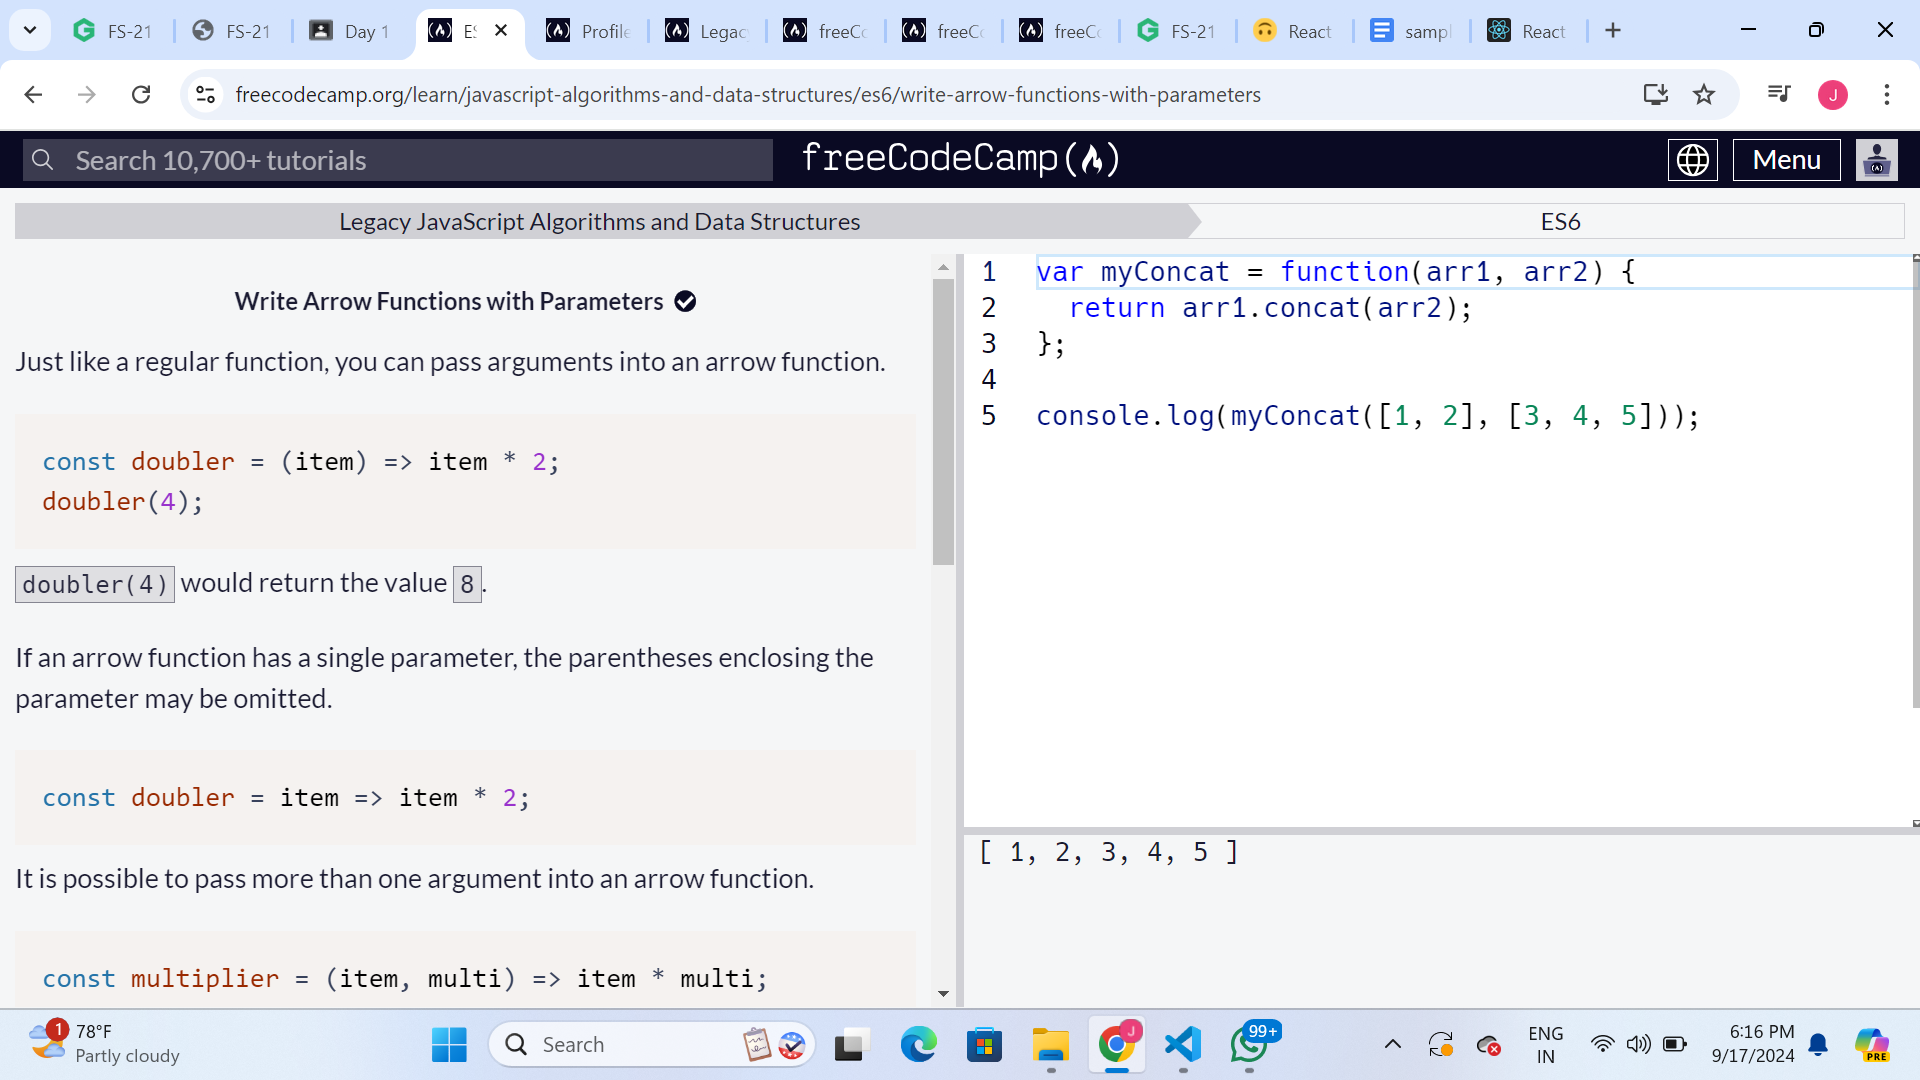 FS-21
FS-21
Day 1
ES
Profile
Legac
freeCo
freeCo
freeCo
FS-21
React
samp
React
freecodecamp.org/learn/javascript-algorithms-and-data-structures/es6/write-arrow-functions-with-parameters
J
Search 10,700+ tutorials
freeCodeCamp
Menu
Legacy JavaScript Algorithms and Data Structures
ES6
Write Arrow Functions with Parameters
Just like a regular function, you can pass arguments into an arrow function.
const doubler = (item) => item * 2;
doubler(4);
doubler(4) would return the value 8.
If an arrow function has a single parameter, the parentheses enclosing the
parameter may be omitted.
const doubler = item => item * 2;
It is possible to pass more than one argument into an arrow function.
const multiplier = (item, multi) => item * multi;
1 var myConcat = function(arr1, arr2) {
2 return arr1.concat(arr2);
3 };
4
5 console.log(myConcat([1, 2], [3, 4, 5]));
[ 1, 2, 3, 4, 5 ]
1
78°F
Partly cloudy
Search
J
99+
ENG
IN
6:16 PM
9/17/2024
PRE